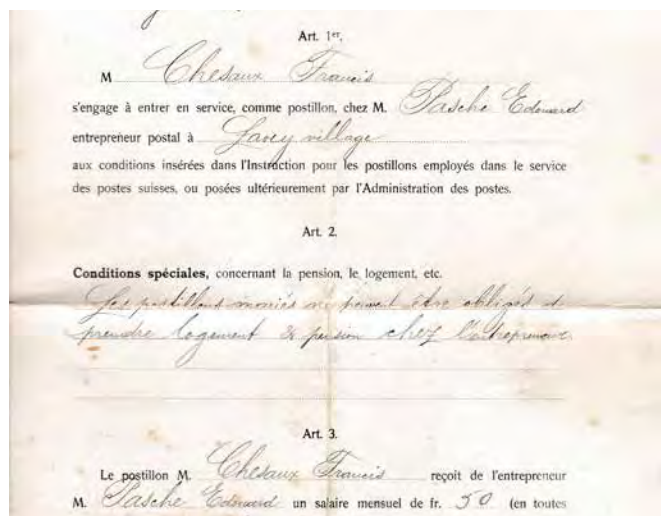 Art. 1er.
M Chesaux Francis
s'engage à entrer en service, comme postillon, chez M. Pasche Edouard
entrepreneur postal à Lavey village
aux conditions insérées dans l'Instruction pour les postillons employés dans le service
des postes suisses, ou posées ultérieurement par l'Administration des postes.
Art. 2.
Conditions spéciales, concernant la pension, le logement, etc.
Les postillons mariés ne peuvent être obligés de
prendre logement & pension chez l'entrepreneur
Art. 3.
Le postillon M. Chesaux Francis reçoit de l'entrepreneur
M. Pasche Edouard un salaire mensuel de fr. 50 (en toutes